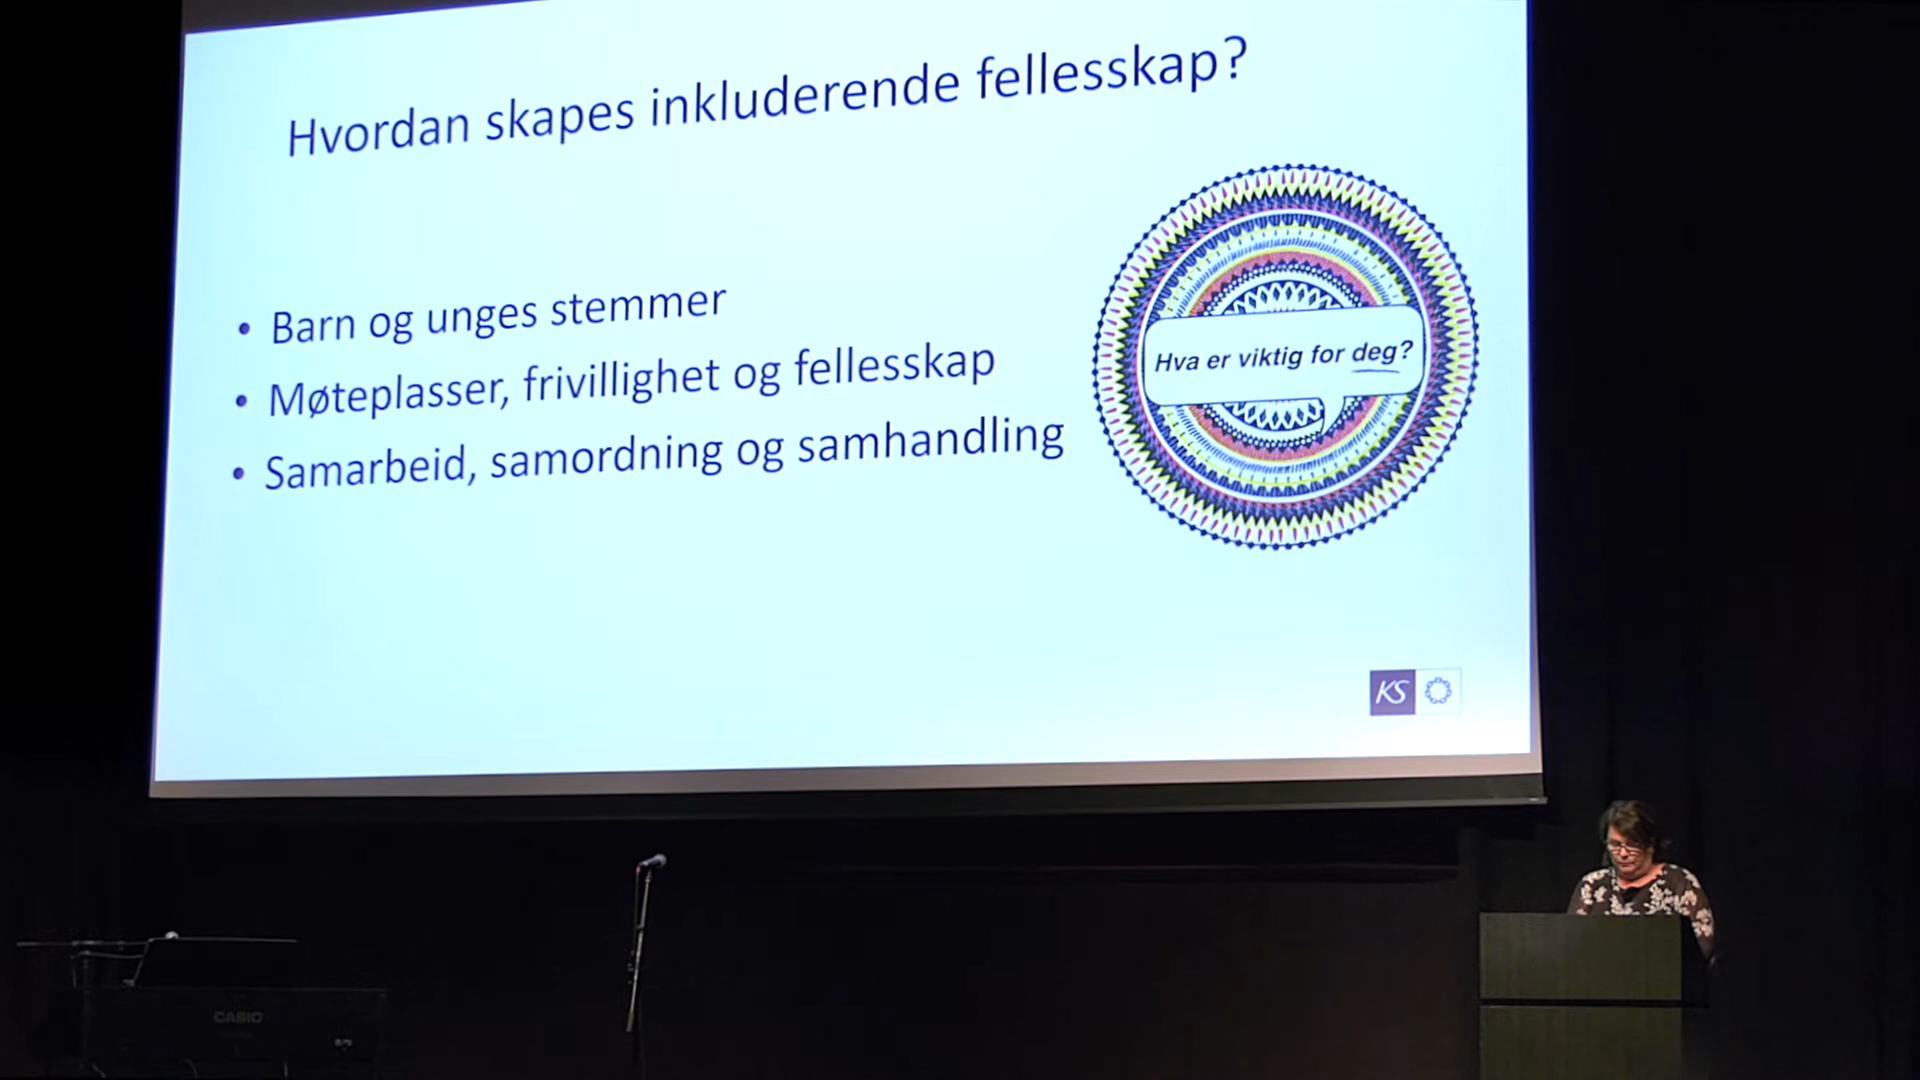 Hvordan skapes inkluderende fellesskap?
• Barn og unges stemmer
• Møteplasser, frivillighet og fellesskap
• Samarbeid, samordning og samhandling
Hva er viktig for deg?
KS
CASIO